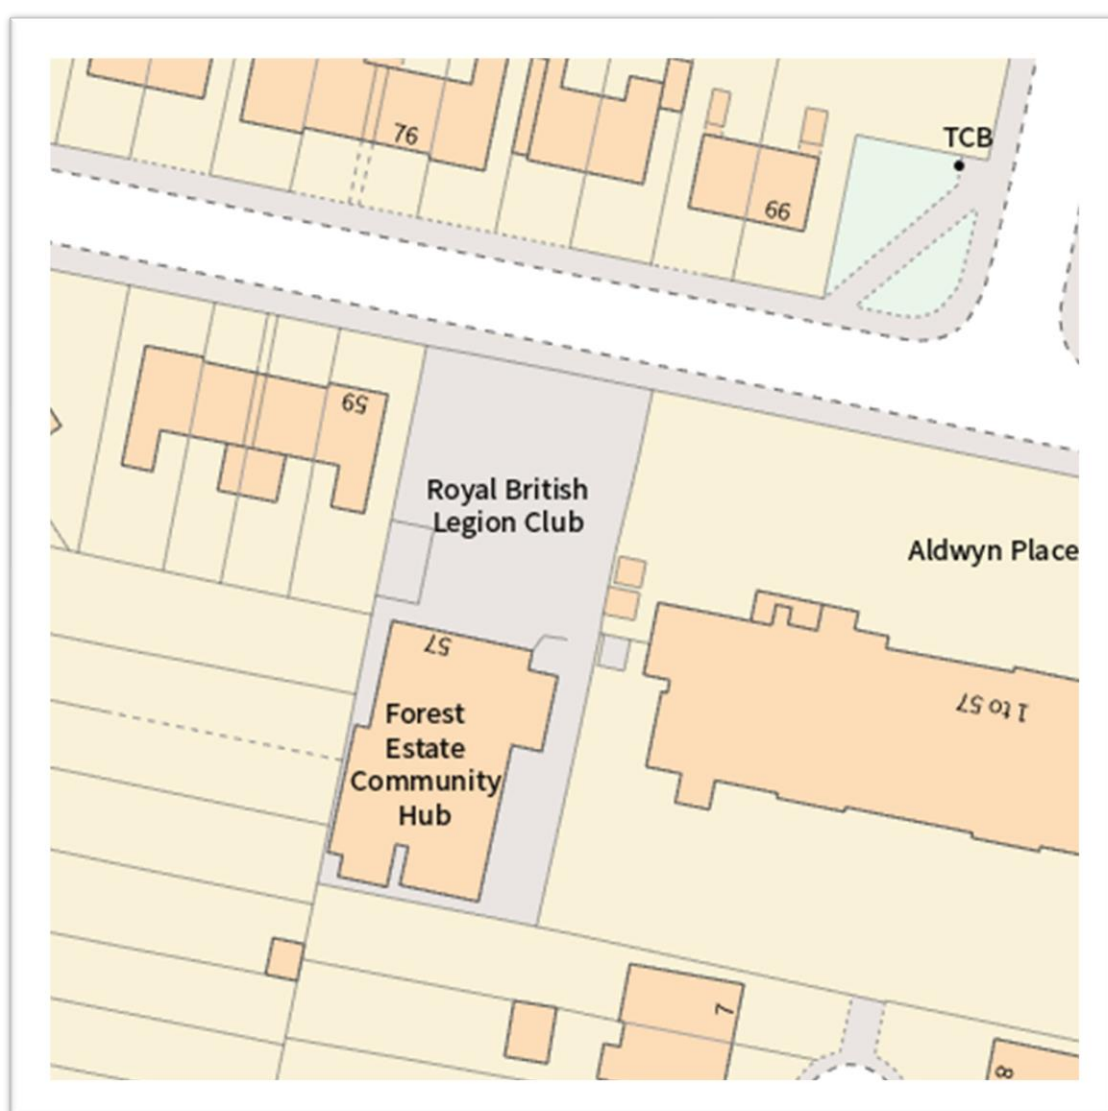 TCB
76
66
59
Royal British
Legion Club
Aldwyn Place
57
Forest
Estate
Community
Hub
1 to 57
7
8